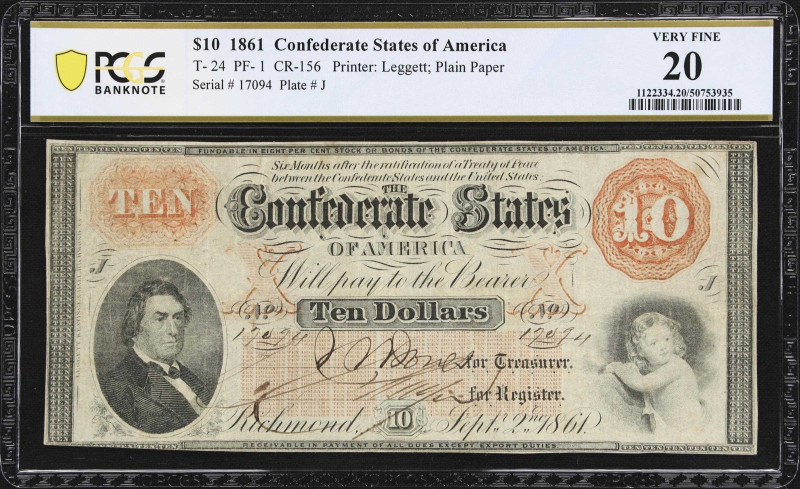 $10 1861 Confederate States of America
T- 24 PF- 1 CR-156 Printer: Leggett; Plain Paper
Serial # 17094 Plate # J
PCGS
BANKNOTE
VERY FINE
20
1122334.20/50753935
FUNDABLE IN EIGHT PER CENT STOCK OR BONDS OF THE CONFEDERATE STATES OF AMERICA.
Six Months after the ratification of a Treaty of Peace
between the Confederate States and the United States.
TEN
THE
Confederate States
10
OF AMERICA
J
Will pay to the Bearer
J
No
Ten Dollars
No
17094
17094
for Treasurer.
for Register.
Richmond,
10
Septr. 2nd 1861.
RECEIVABLE IN PAYMENT OF ALL DUES EXCEPT EXPORT DUTIES.